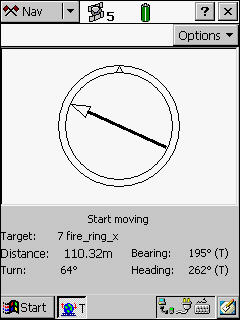 Nav 5 ? ×
Options
Start moving
Target: 7 fire_ring_x
Distance: 110.32m Bearing: 195° (T)
Turn: 64° Heading: 262° (T)
Start T